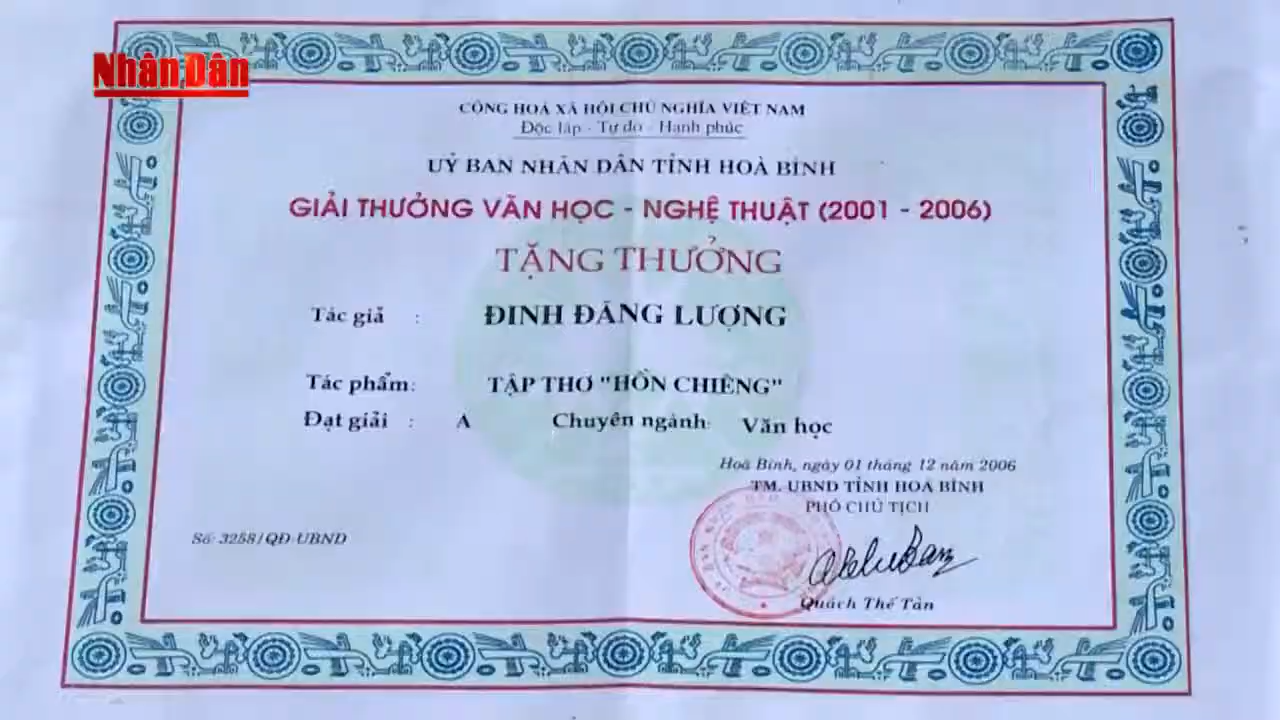 Nhân Dân
CỘNG HOÀ XÃ HỘI CHỦ NGHĨA VIỆT NAM
Độc lập - Tự do - Hạnh phúc
UỶ BAN NHÂN DÂN TỈNH HOÀ BÌNH
GIẢI THƯỞNG VĂN HỌC - NGHỆ THUẬT (2001 - 2006)
TẶNG THƯỞNG
Tác giả : ĐINH ĐĂNG LƯỢNG
Tác phẩm: TẬP THƠ "HỒN CHIÊNG"
Đạt giải : A Chuyên ngành: Văn học
Hoà Bình, ngày 01 tháng 12 năm 2006
TM. UBND TỈNH HOÀ BÌNH
PHÓ CHỦ TỊCH
Số: 3258/QĐ-UBND
Quách Thế Tản